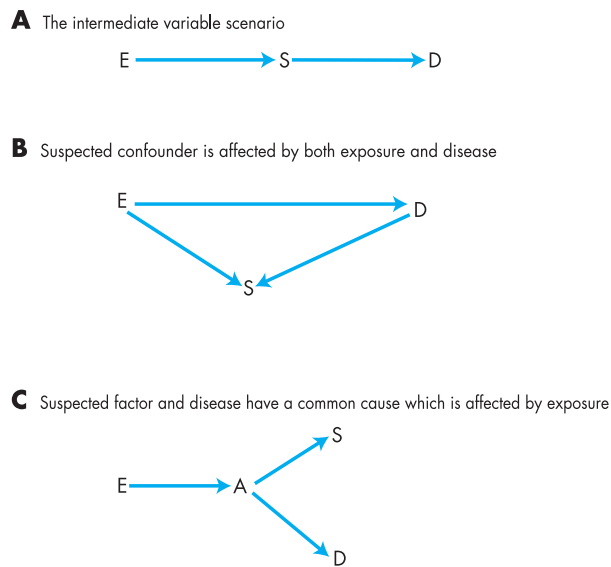 A The intermediate variable scenario
E S D
B Suspected confounder is affected by both exposure and disease
E D
S
C Suspected factor and disease have a common cause which is affected by exposure
S
E A
D